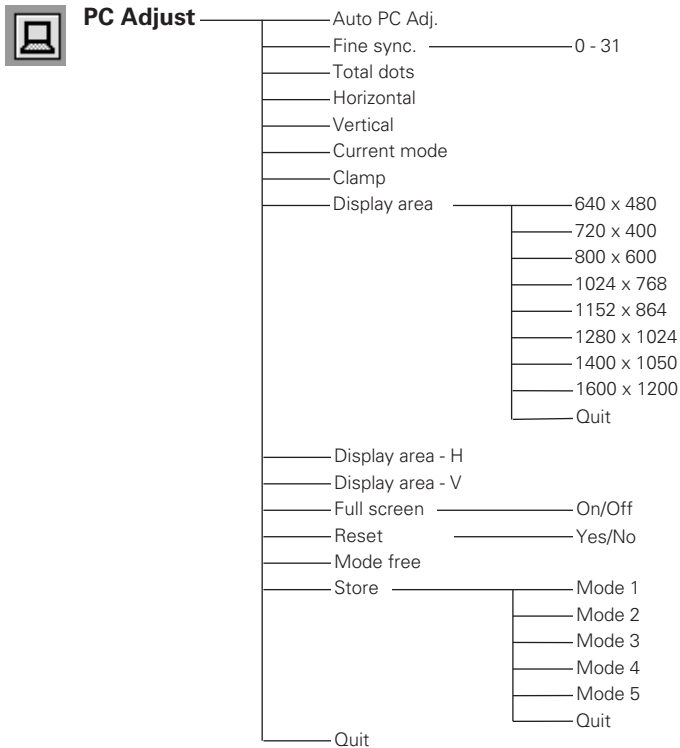 PC Adjust
Auto PC Adj.
Fine sync. 0 - 31
Total dots
Horizontal
Vertical
Current mode
Clamp
Display area 640 x 480
720 x 400
800 x 600
1024 x 768
1152 x 864
1280 x 1024
1400 x 1050
1600 x 1200
Quit
Display area - H
Display area - V
Full screen On/Off
Reset Yes/No
Mode free
Store Mode 1
Mode 2
Mode 3
Mode 4
Mode 5
Quit
Quit